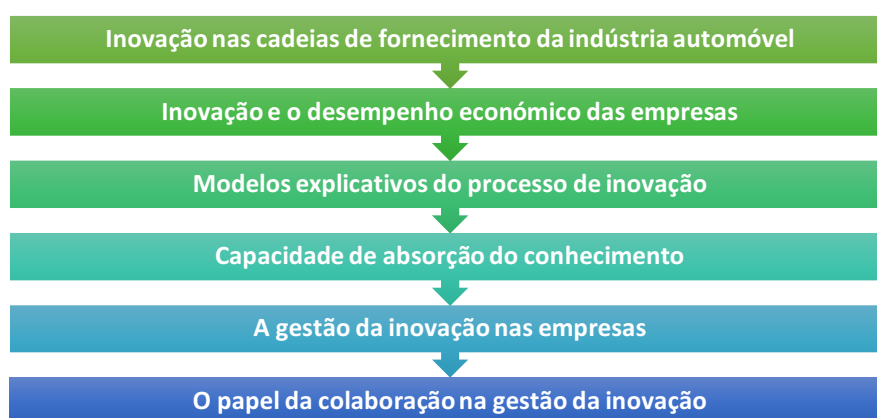 Inovação nas cadeias de fornecimento da indústria automóvel
Inovação e o desempenho económico das empresas
Modelos explicativos do processo de inovação
Capacidade de absorção do conhecimento
A gestão da inovação nas empresas
O papel da colaboração na gestão da inovação